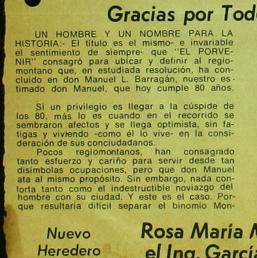 Gracias por Tod
UN HOMBRE Y UN NOMBRE PARA LA
HISTORIA:- El título es el mismo- e invariable
el sentimiento de siempre- que "EL PORVE-
NIR" consagró para ubicar y definir al regio-
montano que, en estudiada resolución, ha con-
cluido en don Manuel L. Barragán, nuestro es-
timado don Manuel, que hoy cumple 80 años.
Si un privilegio es llegar a la cúspide de
los 80, más lo es cuando en el recorrido se
sembraron afectos y se llega optimista, sin fa-
tigas y viviendo -como él lo vive- en la consi-
deración de sus conciudadanos.
Pocos regiomontanos, han consagrado
tanto esfuerzo y cariño para servir desde tan
disímbolas ocupaciones, pero que don Manuel
ata al mismo propósito. Sin embargo, nada con-
forta tanto como el indestructible noviazgo del
hombre con su ciudad. Y este es el caso. Por-
que resultaría difícil separar el binomio Mon-
Nuevo
Heredero
Rosa María M
el Ing. García